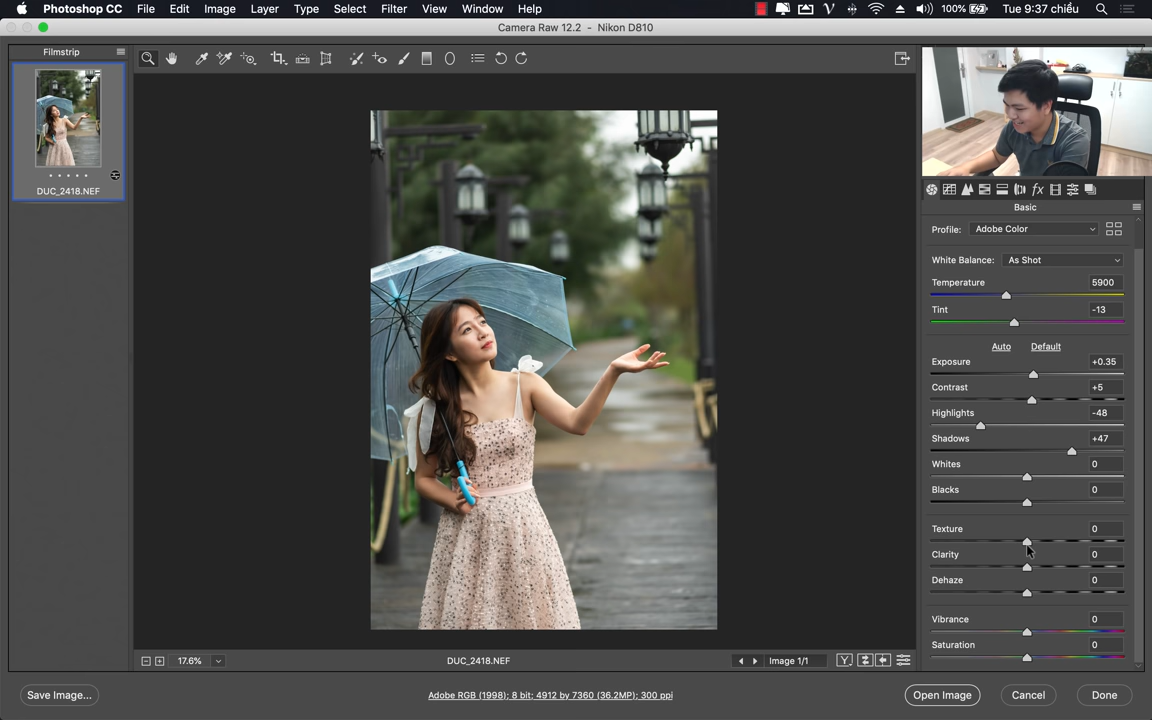 Photoshop CC File Edit Image Layer Type Select Filter View Window Help 100% Tue 9:37 chiều
Camera Raw 12.2 - Nikon D810
Filmstrip
DUC_2418.NEF
Basic
Profile: Adobe Color
White Balance: As Shot
Temperature 5900
Tint -13
Auto Default
Exposure +0.35
Contrast +5
Highlights -48
Shadows +47
Whites 0
Blacks 0
Texture 0
Clarity 0
Dehaze 0
Vibrance 0
Saturation 0
17.6% DUC_2418.NEF Image 1/1 Y
Save Image... Adobe RGB (1998); 8 bit; 4912 by 7360 (36.2MP); 300 ppi Open Image Cancel Done